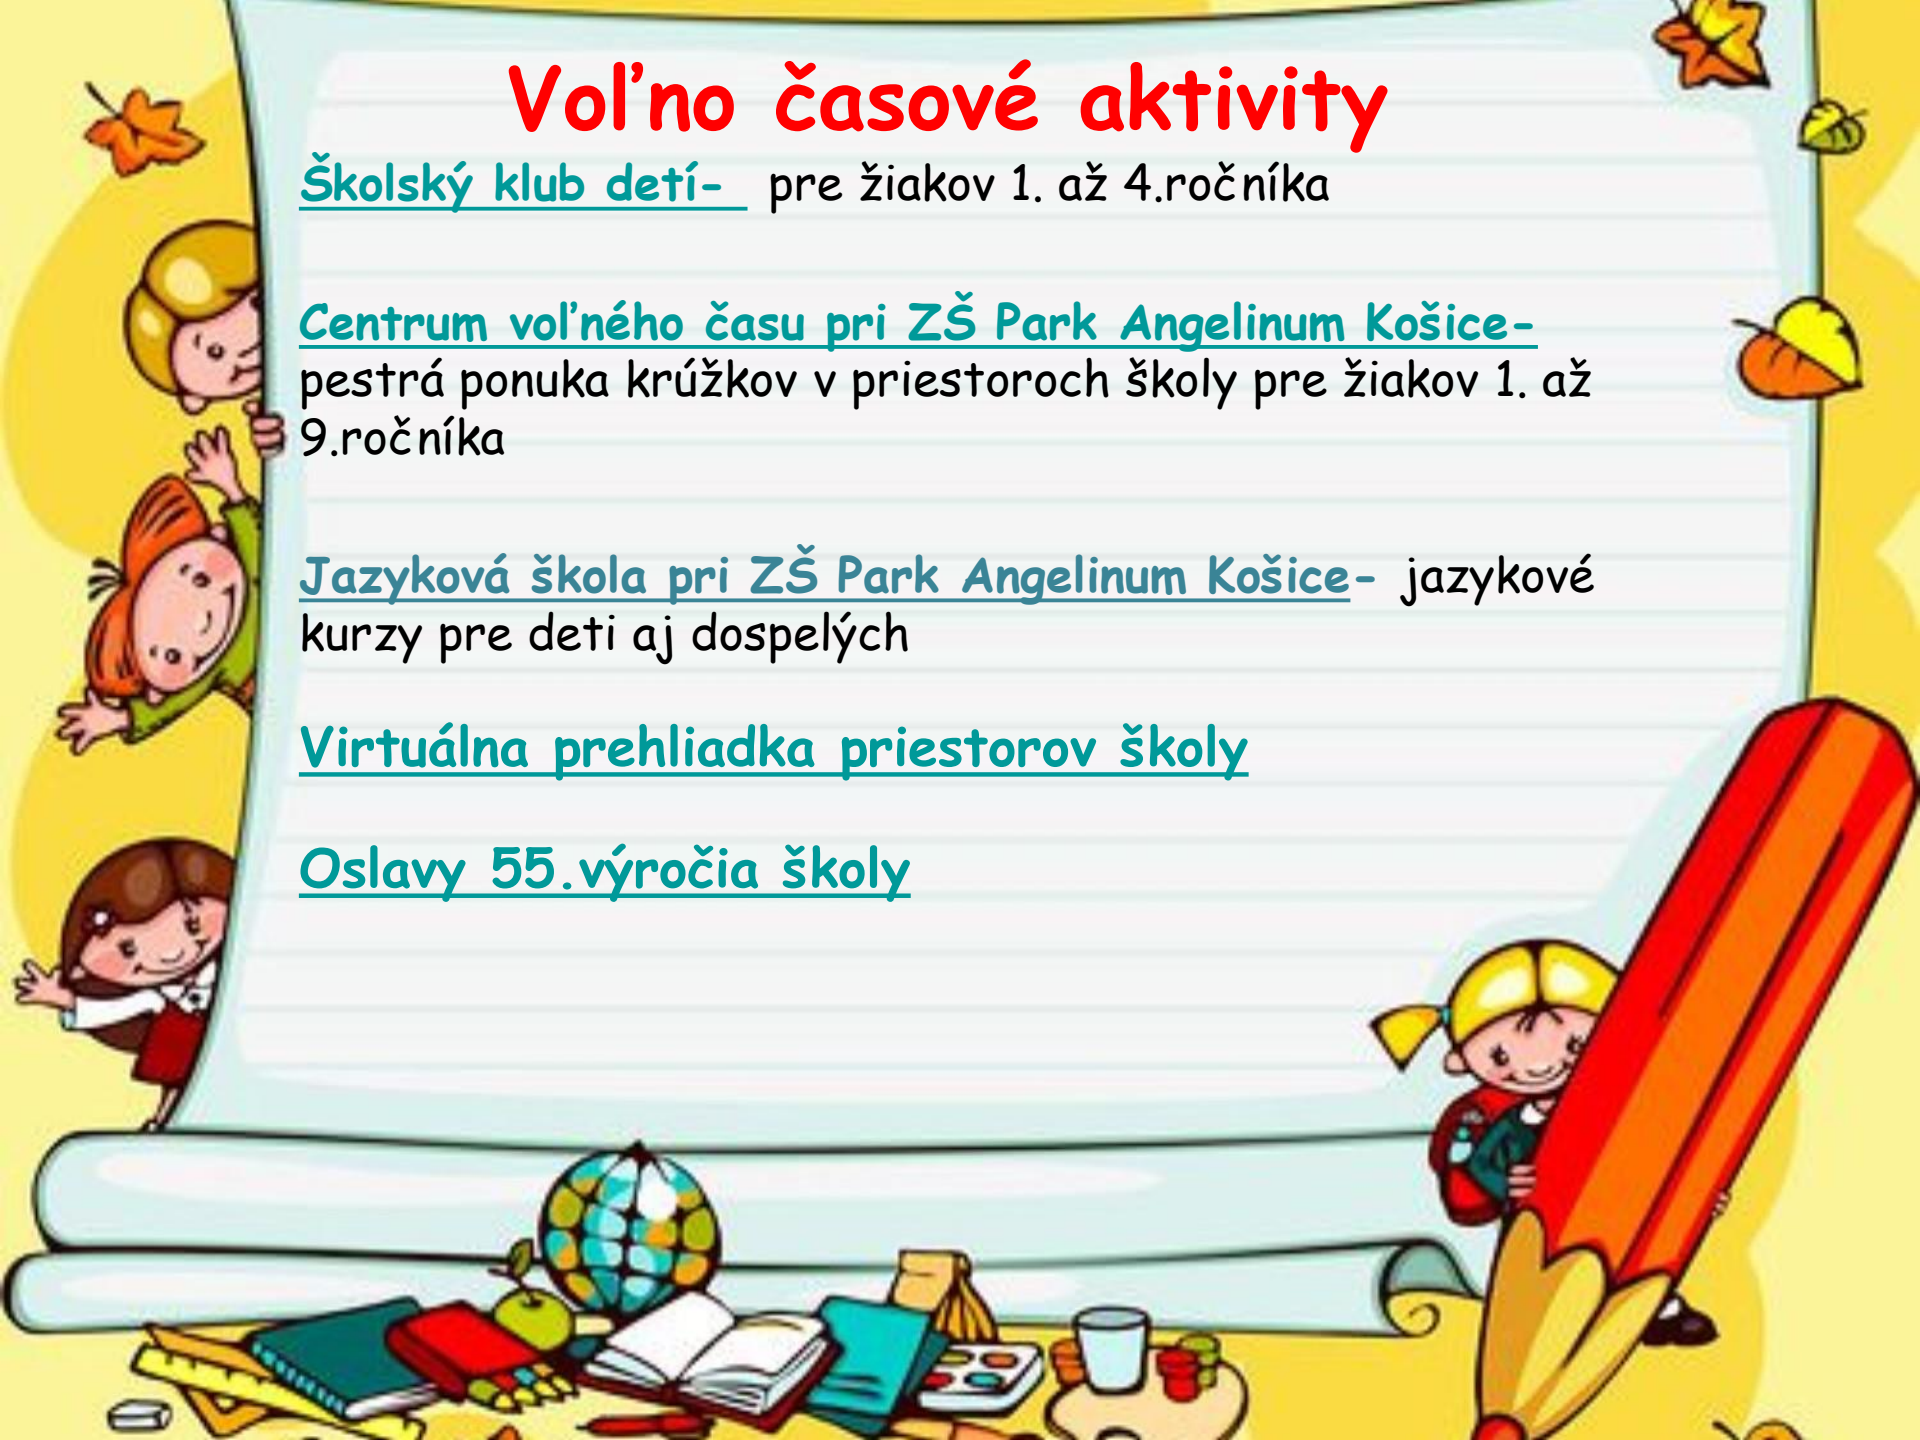 Voľno časové aktivity
Školský klub detí- pre žiakov 1. až 4.ročníka
Centrum voľného času pri ZŠ Park Angelinum Košice-
pestrá ponuka krúžkov v priestoroch školy pre žiakov 1. až
9.ročníka
Jazyková škola pri ZŠ Park Angelinum Košice- jazykové
kurzy pre deti aj dospelých
Virtuálna prehliadka priestorov školy
Oslavy 55.výročia školy